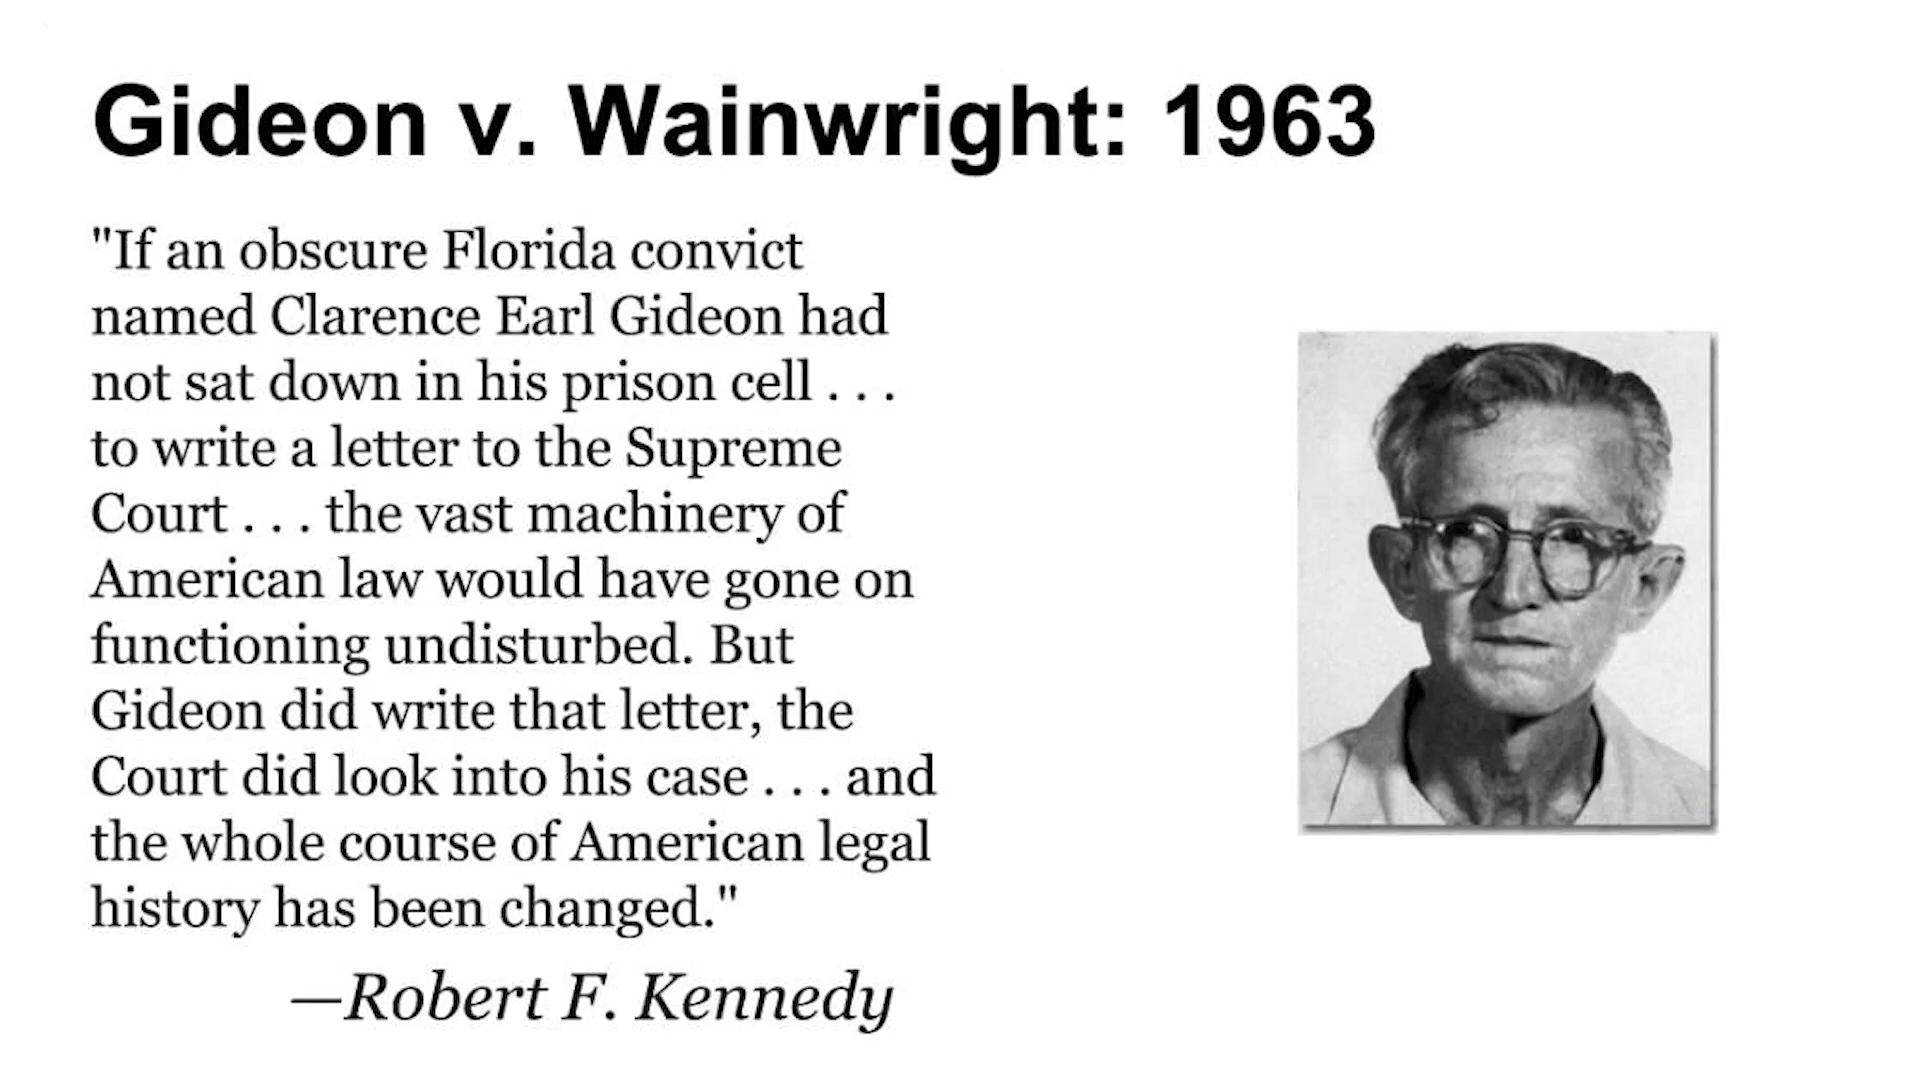 Gideon v. Wainwright: 1963
"If an obscure Florida convict
named Clarence Earl Gideon had
not sat down in his prison cell . . .
to write a letter to the Supreme
Court . . . the vast machinery of
American law would have gone on
functioning undisturbed. But
Gideon did write that letter, the
Court did look into his case . . . and
the whole course of American legal
history has been changed."
—Robert F. Kennedy